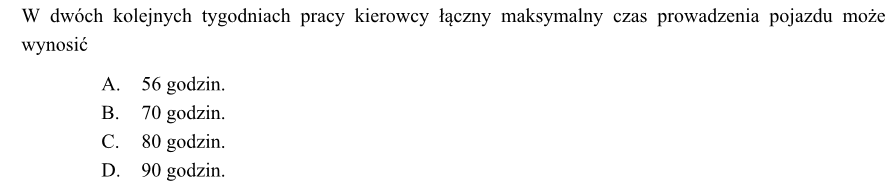 W dwóch kolejnych tygodniach pracy kierowcy łączny maksymalny czas prowadzenia pojazdu może
wynosić
A. 56 godzin.
B. 70 godzin.
C. 80 godzin.
D. 90 godzin.